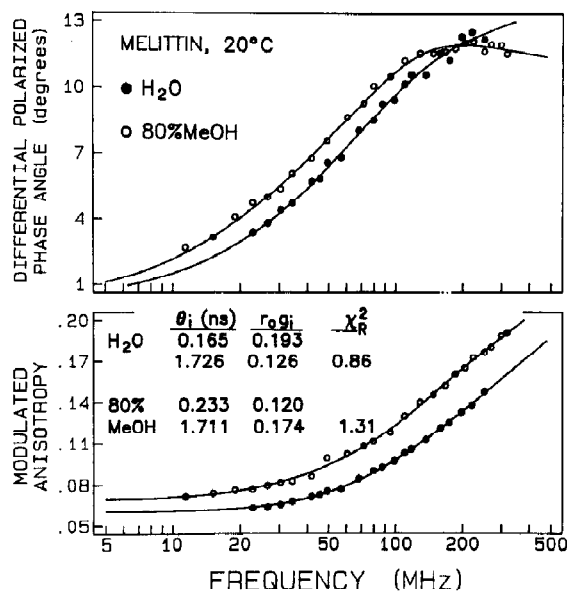 DIFFERENTIAL POLARIZED
PHASE ANGLE (degrees)
13
10
7
4
1
MELITTIN, 20°C
● H₂O
○ 80%MeOH
MODULATED
ANISOTROPY
.20
.17
.14
.11
.08
.05
θᵢ (ns) r₀gᵢ χ²_R
H₂O 0.165 0.193
1.726 0.126 0.86
80% 0.233 0.120
MeOH 1.711 0.174 1.31
5 10 20 50 100 200 500
FREQUENCY (MHz)